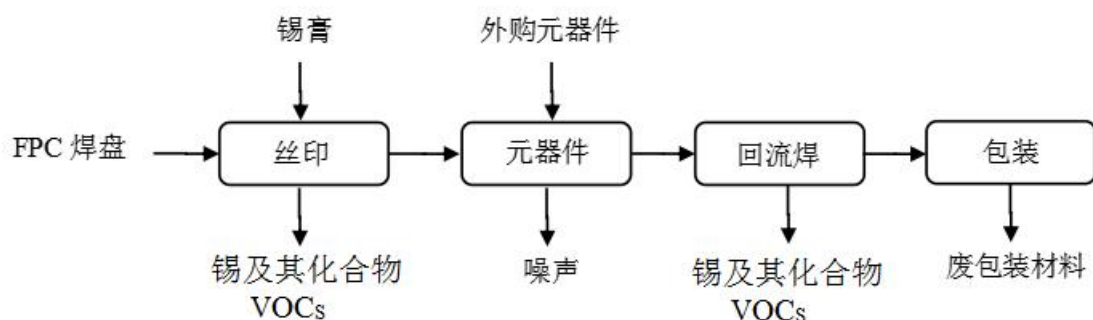 锡膏
外购元器件
FPC 焊盘
丝印
元器件
回流焊
包装
锡及其化合物
VOCs
噪声
锡及其化合物
VOCs
废包装材料